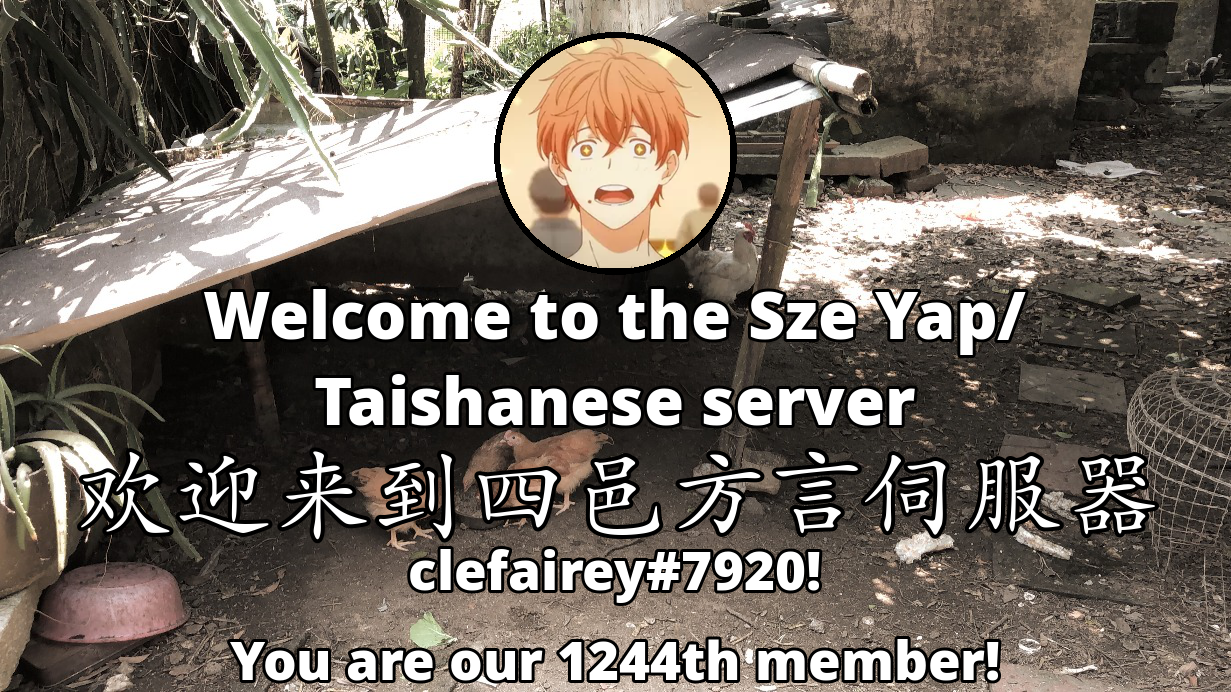 Welcome to the Sze Yap/
Taishanese server
欢迎来到四邑方言伺服器
clefairey#7920!
You are our 1244th member!